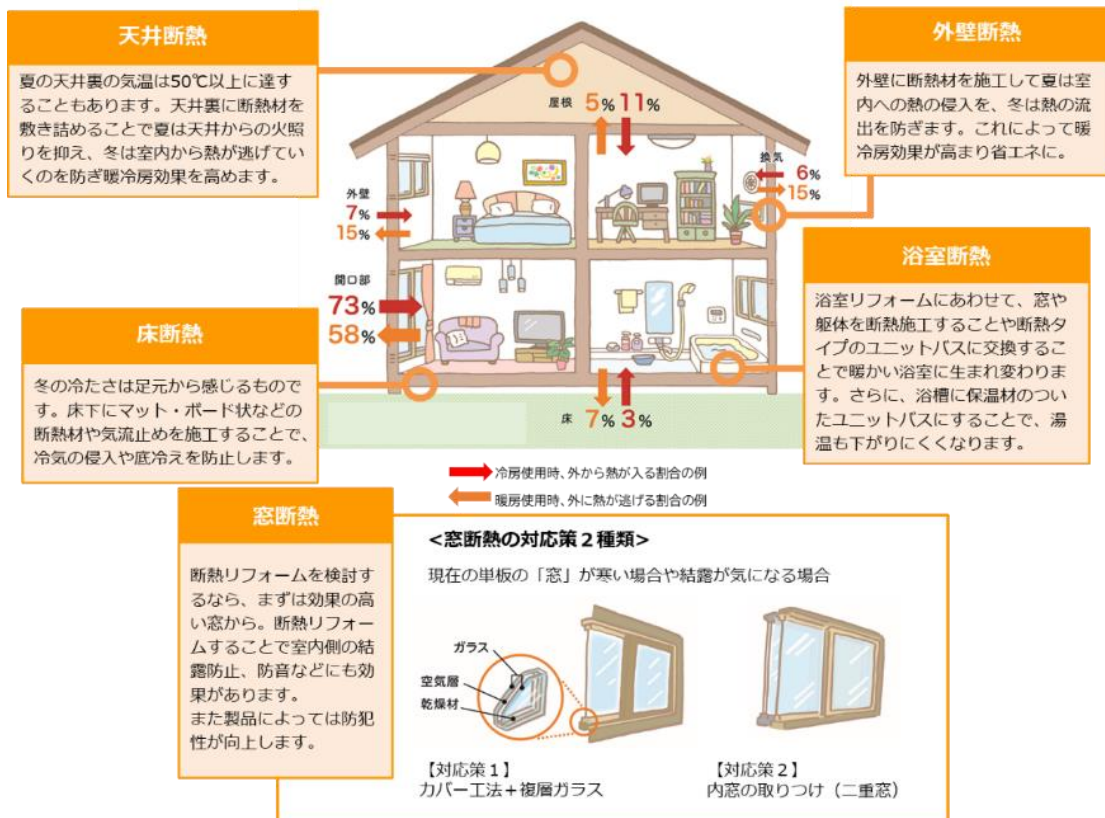 天井断熱
夏の天井裏の気温は50℃以上に達す
ることもあります。天井裏に断熱材を
敷き詰めることで夏は天井からの火照
りを抑え、冬は室内から熱が逃げてい
くのを防ぎ暖冷房効果を高めます。
外壁断熱
外壁に断熱材を施工して夏は室
内への熱の侵入を、冬は熱の流
出を防ぎます。これによって暖
冷房効果が高まり省エネに。
屋根 5% 11%
換気
6%
15%
外壁
7%
15%
開口部
73%
58%
床 7% 3%
浴室断熱
浴室リフォームにあわせて、窓や
躯体を断熱施工することや断熱タ
イプのユニットバスに交換するこ
とで暖かい浴室に生まれ変わりま
す。さらに、浴槽に保温材のつい
たユニットバスにすることで、湯
温も下がりにくくなります。
床断熱
冬の冷たさは足元から感じるもので
す。床下にマット・ボード状などの
断熱材や気流止めを施工することで、
冷気の侵入や底冷えを防止します。
冷房使用時、外から熱が入る割合の例
暖房使用時、外に熱が逃げる割合の例
窓断熱
断熱リフォームを検討す
るなら、まずは効果の高
い窓から。断熱リフォー
ムすることで室内側の結
露防止、防音などにも効
果があります。
また製品によっては防犯
性が向上します。
<窓断熱の対応策２種類>
現在の単板の「窓」が寒い場合や結露が気になる場合
ガラス
空気層
乾燥材
【対応策１】
カバー工法＋複層ガラス
【対応策２】
内窓の取りつけ（二重窓）